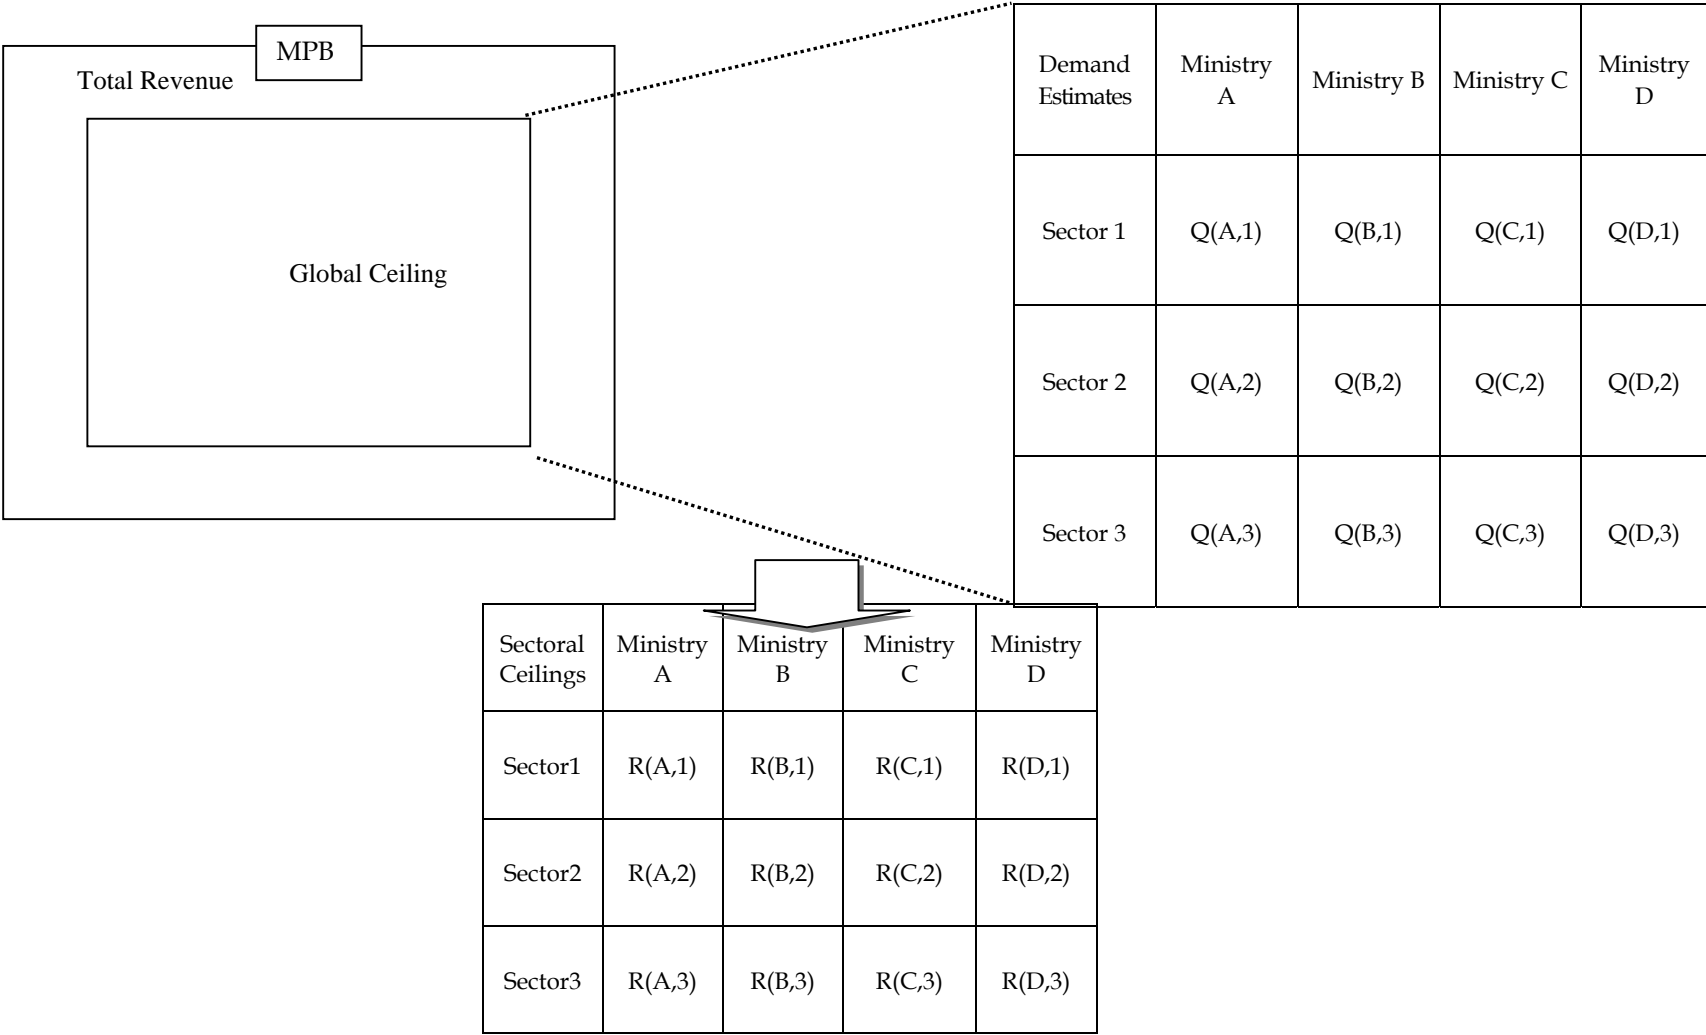 MPB
Total Revenue
Global Ceiling
Demand
Estimates
Ministry
A
Ministry B
Ministry C
Ministry
D
Sector 1
Q(A,1)
Q(B,1)
Q(C,1)
Q(D,1)
Sector 2
Q(A,2)
Q(B,2)
Q(C,2)
Q(D,2)
Sector 3
Q(A,3)
Q(B,3)
Q(C,3)
Q(D,3)
Sectoral
Ceilings
Ministry
A
Ministry
B
Ministry
C
Ministry
D
Sector1
R(A,1)
R(B,1)
R(C,1)
R(D,1)
Sector2
R(A,2)
R(B,2)
R(C,2)
R(D,2)
Sector3
R(A,3)
R(B,3)
R(C,3)
R(D,3)